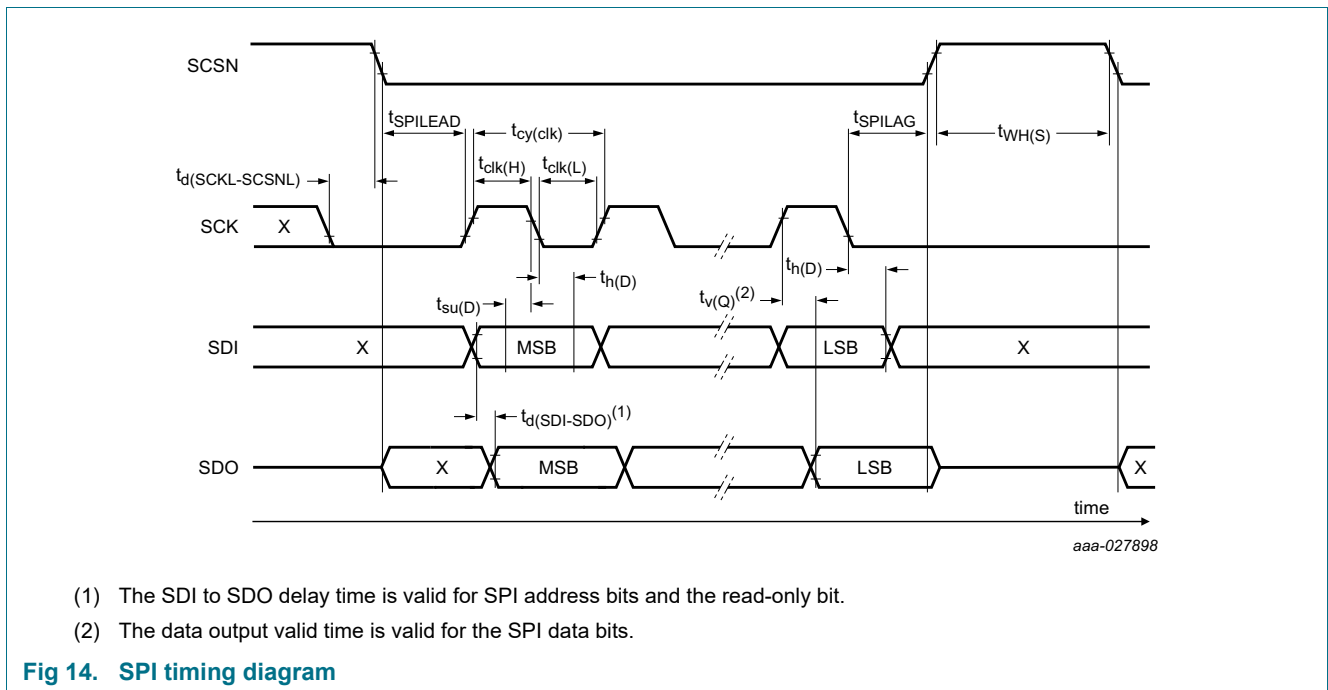 SCSN
tSPILEAD
tcy(clk)
tSPILAG
tWH(S)
td(SCKL-SCSNL)
tclk(H)
tclk(L)
SCK
X
th(D)
th(D)
tsu(D)
tv(Q)(2)
SDI
X
MSB
LSB
X
td(SDI-SDO)(1)
SDO
X
MSB
LSB
X
time
aaa-027898
(1) The SDI to SDO delay time is valid for SPI address bits and the read-only bit.
(2) The data output valid time is valid for the SPI data bits.
Fig 14. SPI timing diagram